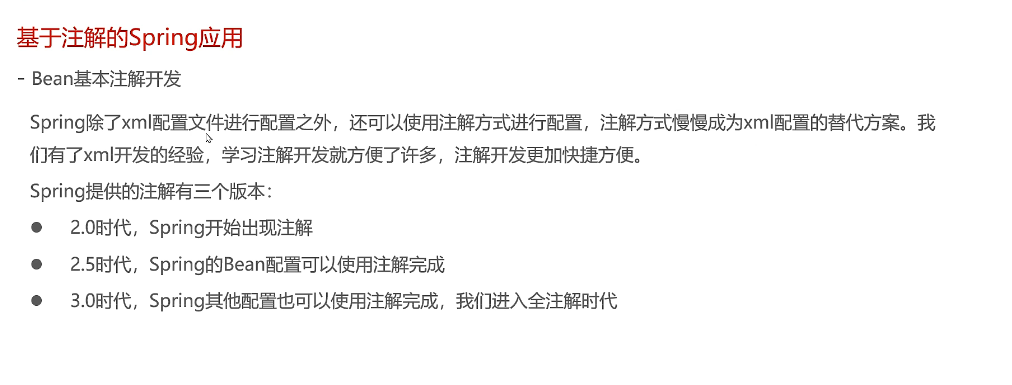 基于注解的Spring应用
- Bean基本注解开发
Spring除了xml配置文件进行配置之外，还可以使用注解方式进行配置，注解方式慢慢成为xml配置的替代方案。我
们有了xml开发的经验，学习注解开发就方便了许多，注解开发更加快捷方便。
Spring提供的注解有三个版本：
● 2.0时代，Spring开始出现注解
● 2.5时代，Spring的Bean配置可以使用注解完成
● 3.0时代，Spring其他配置也可以使用注解完成，我们进入全注解时代